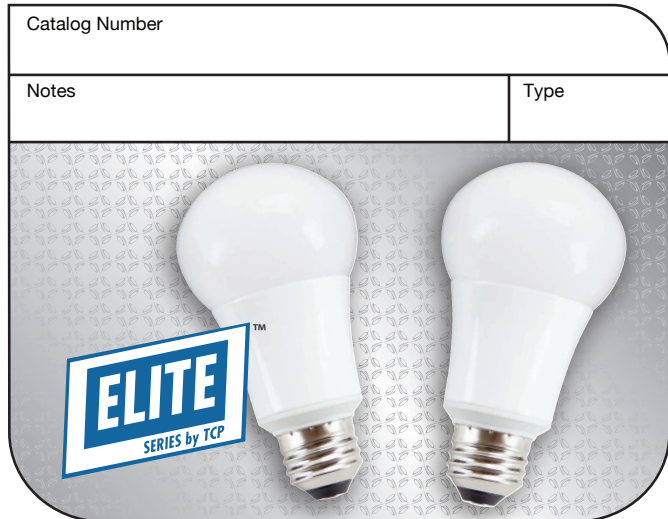 Catalog Number
Notes
Type
™
ELITE
SERIES by TCP